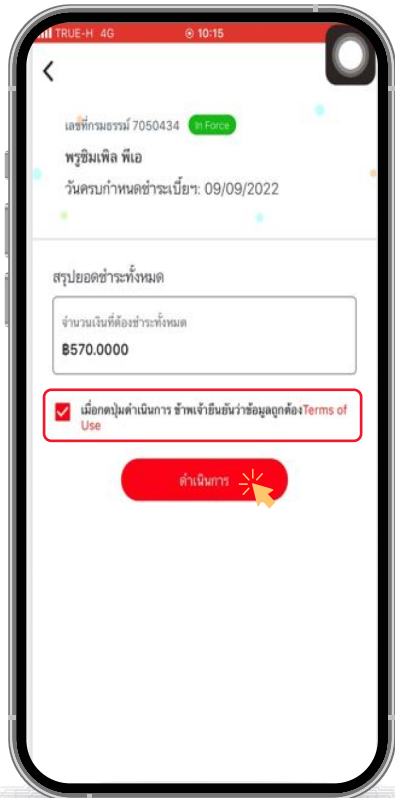 TRUE-H 4G 10:15
เลขที่กรมธรรม์ 7050434 In Force
พรูซิมเพิล พีเอ
วันครบกำหนดชำระเบี้ยฯ: 09/09/2022
สรุปยอดชำระทั้งหมด
จำนวนเงินที่ต้องชำระทั้งหมด
฿570.0000
เมื่อกดปุ่มดำเนินการ ข้าพเจ้ายืนยันว่าข้อมูลถูกต้องTerms of
Use
ดำเนินการ